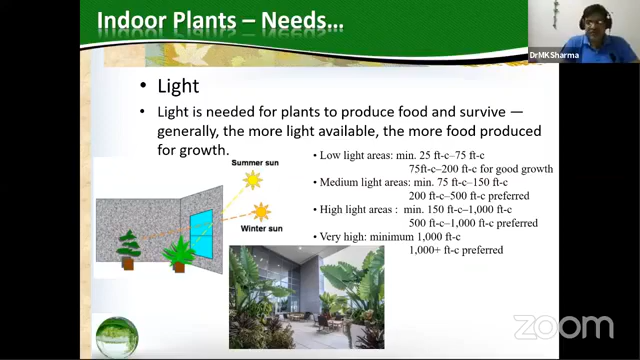 Indoor Plants – Needs...
DrMKSharma
• Light
• Light is needed for plants to produce food and survive —
generally, the more light available, the more food produced
for growth.
Summer sun
Winter sun
• Low light areas: min. 25 ft-c–75 ft-c
75ft-c–200 ft-c for good growth
• Medium light areas: min. 75 ft-c–150 ft-c
200 ft-c–500 ft-c preferred
• High light areas : min. 150 ft-c–1,000 ft-c
500 ft-c–1,000 ft-c preferred
• Very high: minimum 1,000 ft-c
1,000+ ft-c preferred
zoom